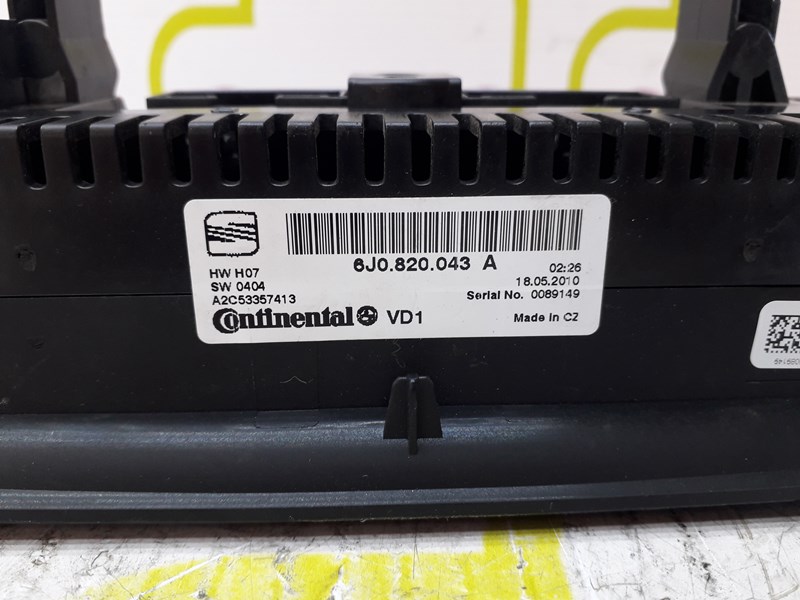 6J0.820.043 A
HW H07
SW 0404
A2C53357413
02:26
18.05.2010
Serial No. 0089149
Continental VD1
Made in CZ
0089149